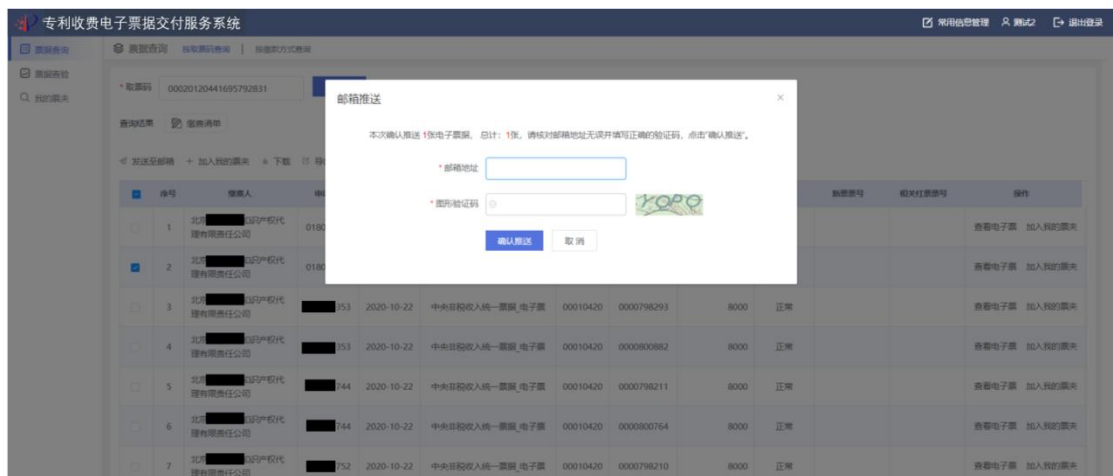 专利收费电子票据交付服务系统
常用信息管理 测试2 退出登录
票据查询
票据查验
我的票夹
票据查询 按取票码查询 | 按缴款方式查询
* 取票码 00020120441695792831
查询结果 缴费清单
发送至邮箱 + 加入我的票夹 下载
邮箱推送 ×
本次确认推送 1张电子票据, 总计: 1张, 请核对邮箱地址无误并填写正确的验证码, 点击"确认推送"。
* 邮箱地址
* 图形验证码
确认推送 取 消
序号 缴款人 新票票号 相关红票票号 操作
1 北京 知识产权代 0180 查看电子票 加入我的票夹
理有限责任公司
2 北京 知识产权代 0180 查看电子票 加入我的票夹
理有限责任公司
3 北京 知识产权代 353 2020-10-22 中央非税收入统一票据_电子票 00010420 0000798293 8000 正常 查看电子票 加入我的票夹
理有限责任公司
4 北京 知识产权代 353 2020-10-22 中央非税收入统一票据_电子票 00010420 0000800882 8000 正常 查看电子票 加入我的票夹
理有限责任公司
5 北京 知识产权代 744 2020-10-22 中央非税收入统一票据_电子票 00010420 0000798211 8000 正常 查看电子票 加入我的票夹
理有限责任公司
6 北京 知识产权代 744 2020-10-22 中央非税收入统一票据_电子票 00010420 0000800764 8000 正常 查看电子票 加入我的票夹
理有限责任公司
7 北京 知识产权代 752 2020-10-22 中央非税收入统一票据_电子票 00010420 0000798210 8000 正常 查看电子票 加入我的票夹
理有限责任公司